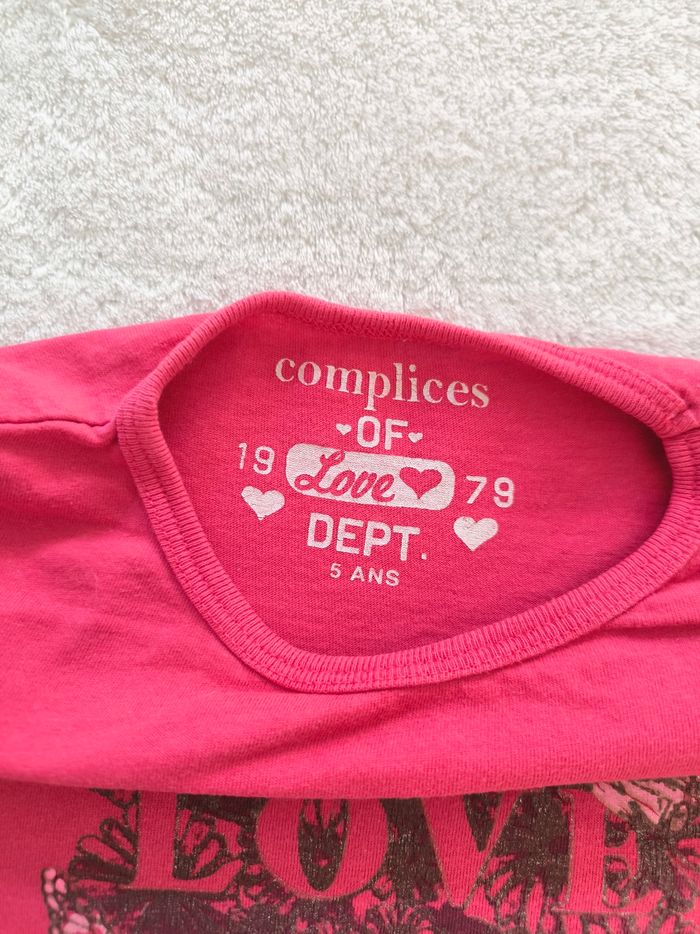 complices
OF
19 Love 79
DEPT.
5 ANS
LOVE